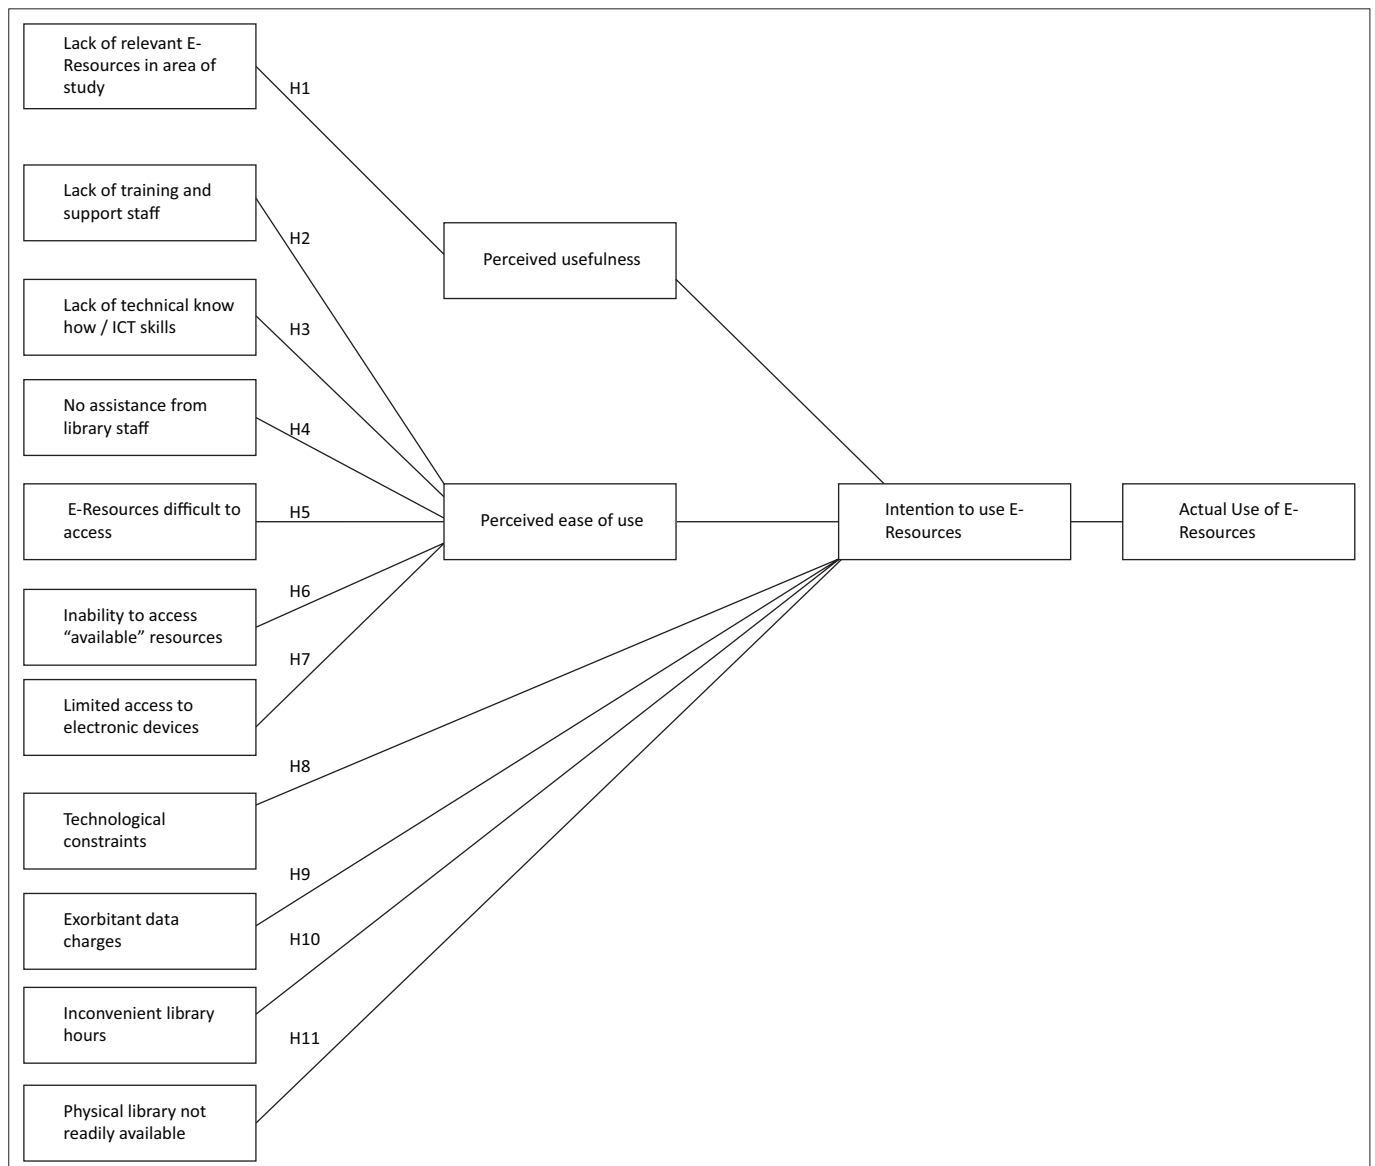 Lack of relevant E-
Resources in area of
study
H1
Lack of training and
support staff
H2
Perceived usefulness
Lack of technical know
how / ICT skills
H3
No assistance from
library staff
H4
E-Resources difficult to
access
H5
Perceived ease of use
Intention to use E-
Resources
Actual Use of E-
Resources
Inability to access
“available” resources
H6
Limited access to
electronic devices
H7
Technological
constraints
H8
Exorbitant data
charges
H9
Inconvenient library
hours
H10
Physical library not
readily available
H11